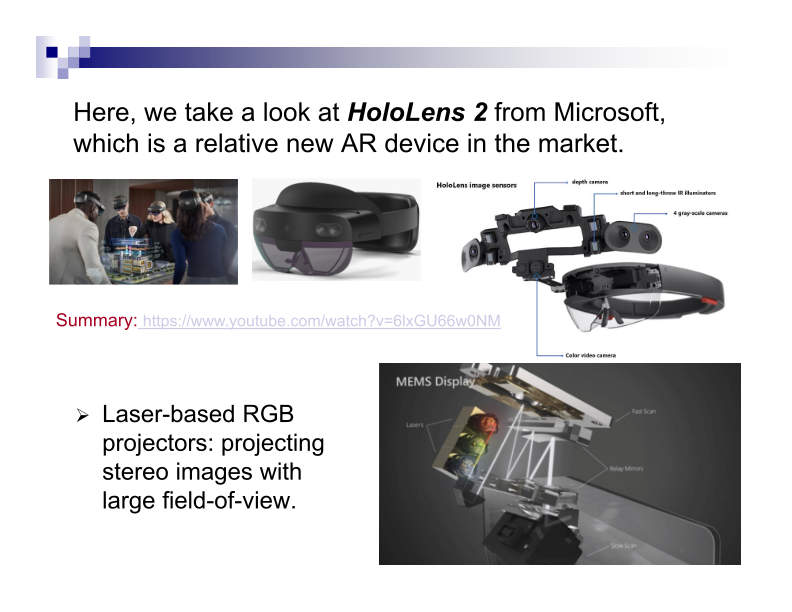 Here, we take a look at HoloLens 2 from Microsoft,
which is a relative new AR device in the market.
HoloLens image sensors
depth camera
short and long-throw IR illuminators
4 gray-scale cameras
Color video camera
Summary: https://www.youtube.com/watch?v=6lxGU66w0NM
➢ Laser-based RGB
projectors: projecting
stereo images with
large field-of-view.
MEMS Display
Lasers
Fast Scan
Relay Mirrors
Slow Scan